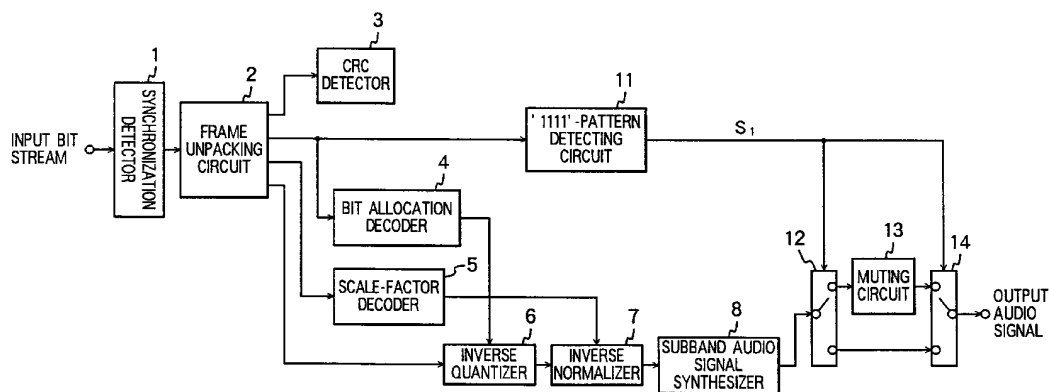 3
CRC
DETECTOR
1
SYNCHRONIZATION
DETECTOR
2
FRAME
UNPACKING
CIRCUIT
11
' 1111' -PATTERN
DETECTING
CIRCUIT
S1
INPUT BIT
STREAM
4
BIT ALLOCATION
DECODER
5
SCALE-FACTOR
DECODER
12
13
MUTING
CIRCUIT
14
OUTPUT
AUDIO
SIGNAL
6
INVERSE
QUANTIZER
7
INVERSE
NORMALIZER
8
SUBBAND AUDIO
SIGNAL
SYNTHESIZER